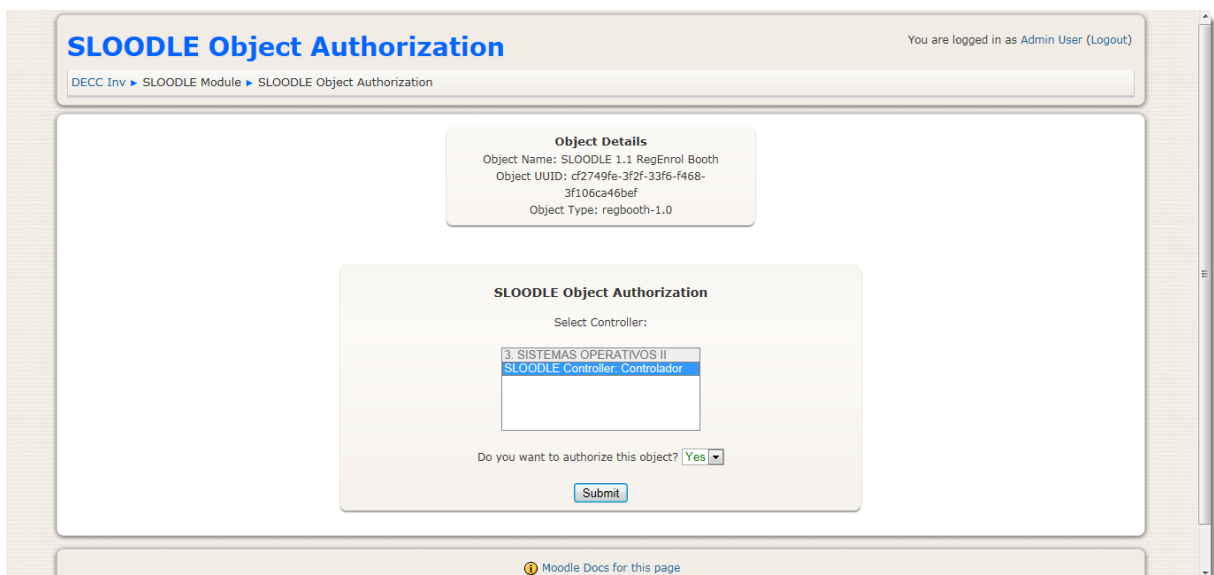 SLOODLE Object Authorization
You are logged in as Admin User (Logout)
DECC Inv ► SLOODLE Module ► SLOODLE Object Authorization
Object Details
Object Name: SLOODLE 1.1 RegEnrol Booth
Object UUID: cf2749fe-3f2f-33f6-f468-
3f106ca46bef
Object Type: regbooth-1.0
SLOODLE Object Authorization
Select Controller:
3. SISTEMAS OPERATIVOS II
SLOODLE Controller: Controlador
Do you want to authorize this object? Yes
Submit
Moodle Docs for this page